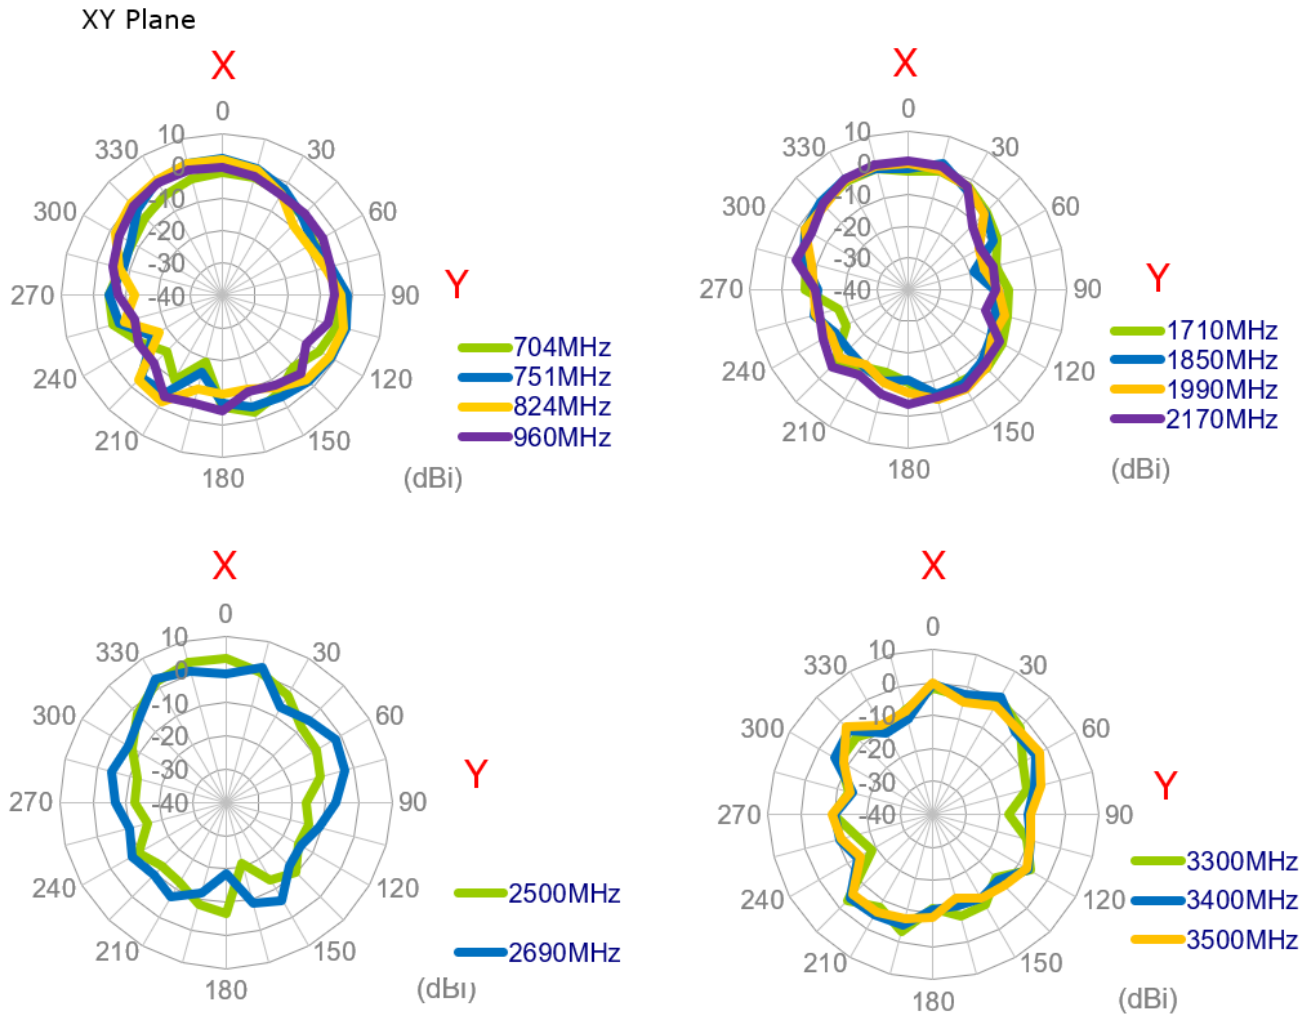 XY Plane
X
0
10
330
30
0
300
-10
60
-20
-30
270
-40
90
Y
240
120
210
150
180
704MHz
751MHz
824MHz
960MHz
(dBi)
X
0
10
330
30
0
300
-10
60
-20
-30
270
-40
90
Y
240
120
210
150
180
1710MHz
1850MHz
1990MHz
2170MHz
(dBi)
X
0
10
330
30
0
300
-10
60
-20
-30
270
-40
90
Y
240
120
210
150
180
2500MHz
2690MHz
(dBi)
X
0
10
330
30
0
300
-10
60
-20
-30
270
-40
90
Y
240
120
210
150
180
3300MHz
3400MHz
3500MHz
(dBi)